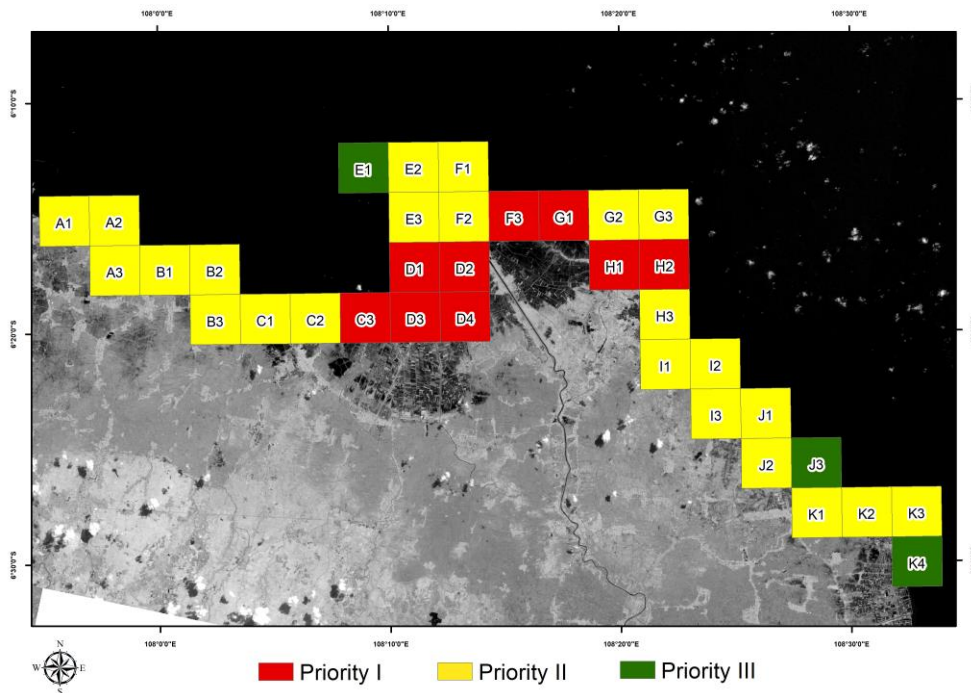 108°0'0"E 108°10'0"E 108°20'0"E 108°30'0"E
6°10'0"S
E1 E2 F1
A1 A2 E3 F2 F3 G1 G2 G3
A3 B1 B2 D1 D2 H1 H2
B3 C1 C2 C3 D3 D4 H3
6°20'0"S
I1 I2
I3 J1
J2 J3
K1 K2 K3
6°30'0"S
K4
108°0'0"E 108°10'0"E 108°20'0"E 108°30'0"E
N
W E
S
Priority I Priority II Priority III